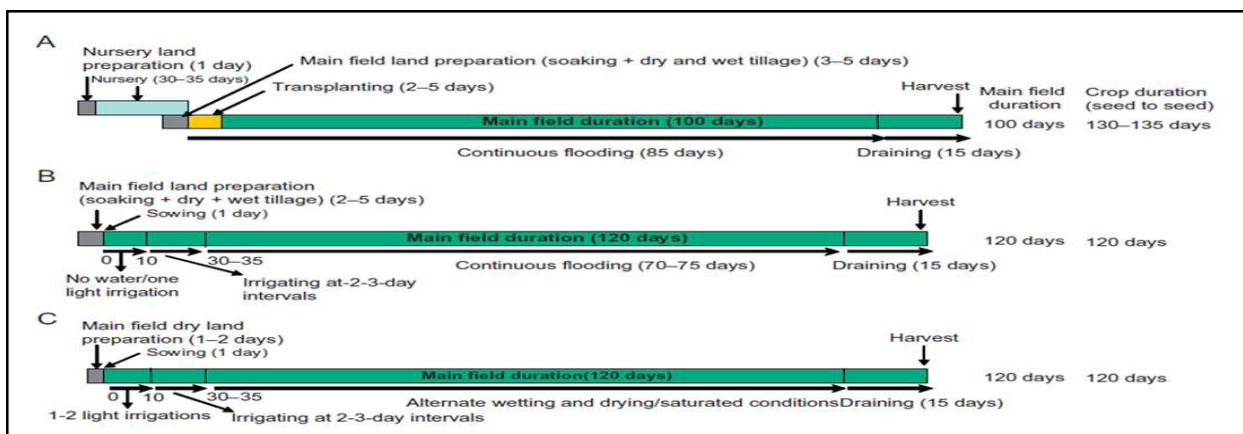 A
Nursery land
preparation (1 day)
Nursery (30–35 days)
Main field land preparation (soaking + dry and wet tillage) (3–5 days)
Transplanting (2–5 days)
Harvest
Main field
duration
Crop duration
(seed to seed)
Main field duration (100 days)
100 days
130–135 days
Continuous flooding (85 days)
Draining (15 days)
B
Main field land preparation
(soaking + dry + wet tillage) (2–5 days)
Sowing (1 day)
Harvest
Main field duration (120 days)
120 days
120 days
0
10
30–35
Continuous flooding (70–75 days)
Draining (15 days)
No water/one
light irrigation
Irrigating at-2-3-day
intervals
C
Main field dry land
preparation (1–2 days)
Sowing (1 day)
Harvest
Main field duration(120 days)
120 days
120 days
0
10
30–35
Alternate wetting and drying/saturated conditions
Draining (15 days)
1-2 light irrigations
Irrigating at 2-3-day intervals